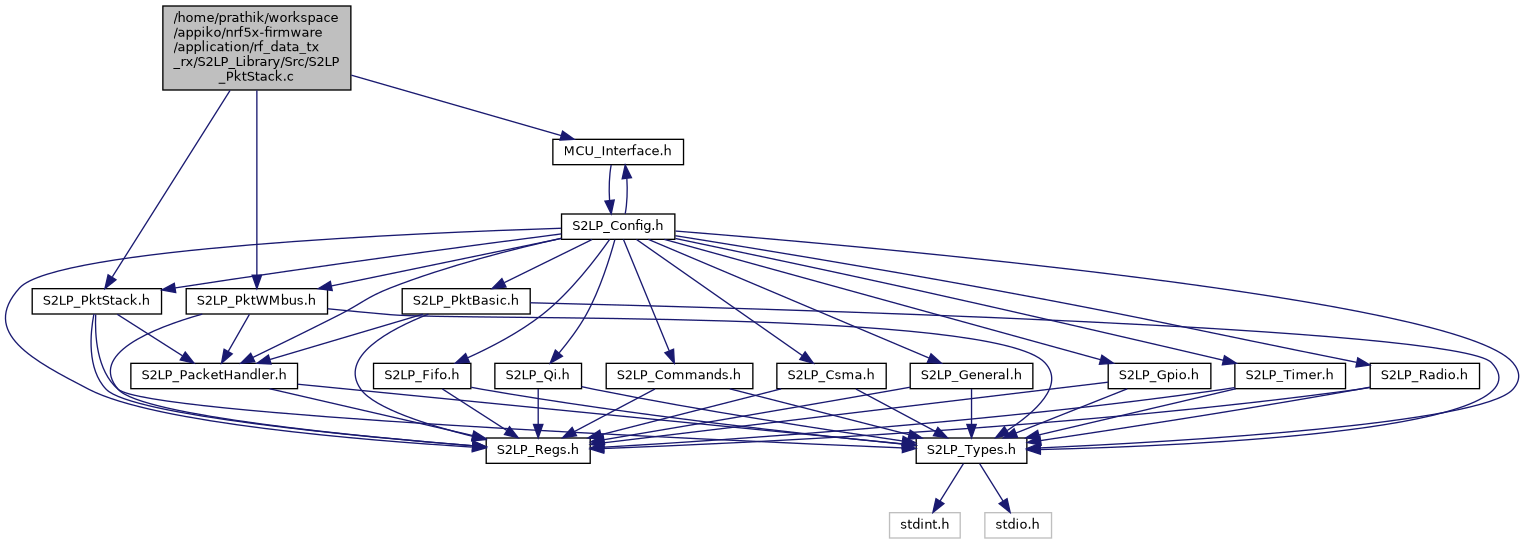 /home/prathik/workspace
/appiko/nrf5x-firmware
/application/rf_data_tx
_rx/S2LP_Library/Src/S2LP
_PktStack.c
MCU_Interface.h
S2LP_Config.h
S2LP_PktStack.h
S2LP_PktWMbus.h
S2LP_PktBasic.h
S2LP_PacketHandler.h
S2LP_Fifo.h
S2LP_Qi.h
S2LP_Commands.h
S2LP_Csma.h
S2LP_General.h
S2LP_Gpio.h
S2LP_Timer.h
S2LP_Radio.h
S2LP_Regs.h
S2LP_Types.h
stdint.h
stdio.h